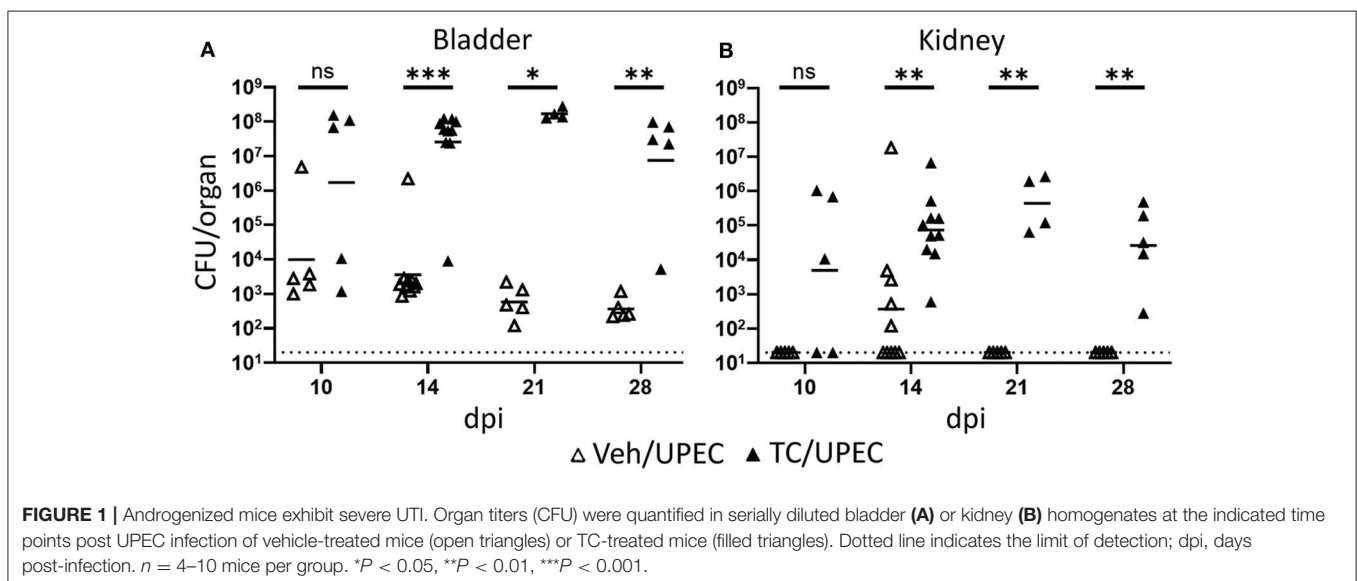 A Bladder
B Kidney
ns *** * **
ns ** ** **
CFU/organ
10⁹
10⁸
10⁷
10⁶
10⁵
10⁴
10³
10²
10¹
10 14 21 28
dpi
10⁹
10⁸
10⁷
10⁶
10⁵
10⁴
10³
10²
10¹
10 14 21 28
dpi
△ Veh/UPEC ▲ TC/UPEC
FIGURE 1 | Androgenized mice exhibit severe UTI. Organ titers (CFU) were quantified in serially diluted bladder (A) or kidney (B) homogenates at the indicated time
points post UPEC infection of vehicle-treated mice (open triangles) or TC-treated mice (filled triangles). Dotted line indicates the limit of detection; dpi, days
post-infection. n = 4–10 mice per group. *P < 0.05, **P < 0.01, ***P < 0.001.